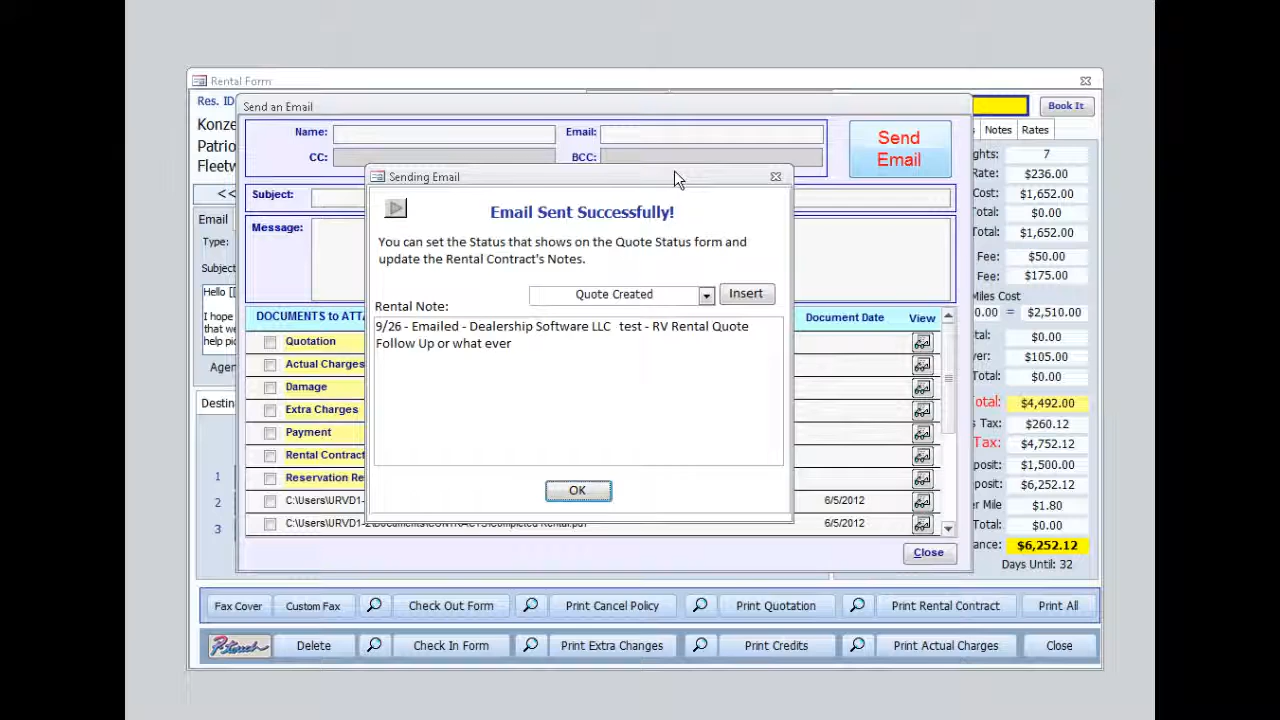 Rental Form
Res. ID
Book It
Konze
Patrio
Fleetw
<<
Notes
Rates
Send an Email
Name:
Email:
CC:
BCC:
Send
Email
Subject:
Message:
Sending Email
Email Sent Successfully!
You can set the Status that shows on the Quote Status form and
update the Rental Contract's Notes.
Quote Created
Insert
Rental Note:
9/26 - Emailed - Dealership Software LLC test - RV Rental Quote
Follow Up or what ever
OK
Email
Type:
Subject
Hello [[
I hope
that we
help pic
Agen
Destin
1
2
3
DOCUMENTS to ATTA
Document Date
View
Quotation
Actual Charges
Damage
Extra Charges
Payment
Rental Contract
Reservation Re
6/5/2012
6/5/2012
Close
ghts: 7
Rate: $236.00
Cost: $1,652.00
Total: $0.00
$1,652.00
Fee: $50.00
Fee: $175.00
Miles Cost
0.00 = $2,510.00
tal: $0.00
ver: $105.00
Total: $0.00
otal: $4,492.00
s Tax: $260.12
Tax: $4,752.12
posit: $1,500.00
posit: $6,252.12
er Mile $1.80
Total: $0.00
ance: $6,252.12
Days Until: 32
Fax Cover
Custom Fax
Check Out Form
Print Cancel Policy
Print Quotation
Print Rental Contract
Print All
Delete
Check In Form
Print Extra Changes
Print Credits
Print Actual Charges
Close